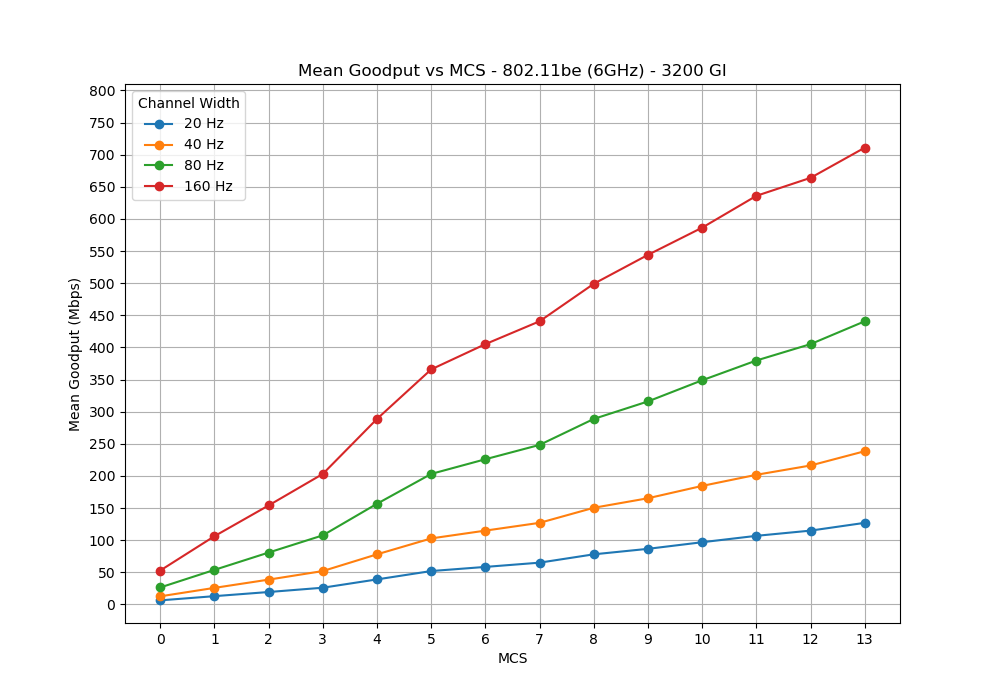 Mean Goodput vs MCS - 802.11be (6GHz) - 3200 GI
Channel Width
20 Hz
40 Hz
80 Hz
160 Hz
Mean Goodput (Mbps)
800
750
700
650
600
550
500
450
400
350
300
250
200
150
100
50
0
0 1 2 3 4 5 6 7 8 9 10 11 12 13
MCS